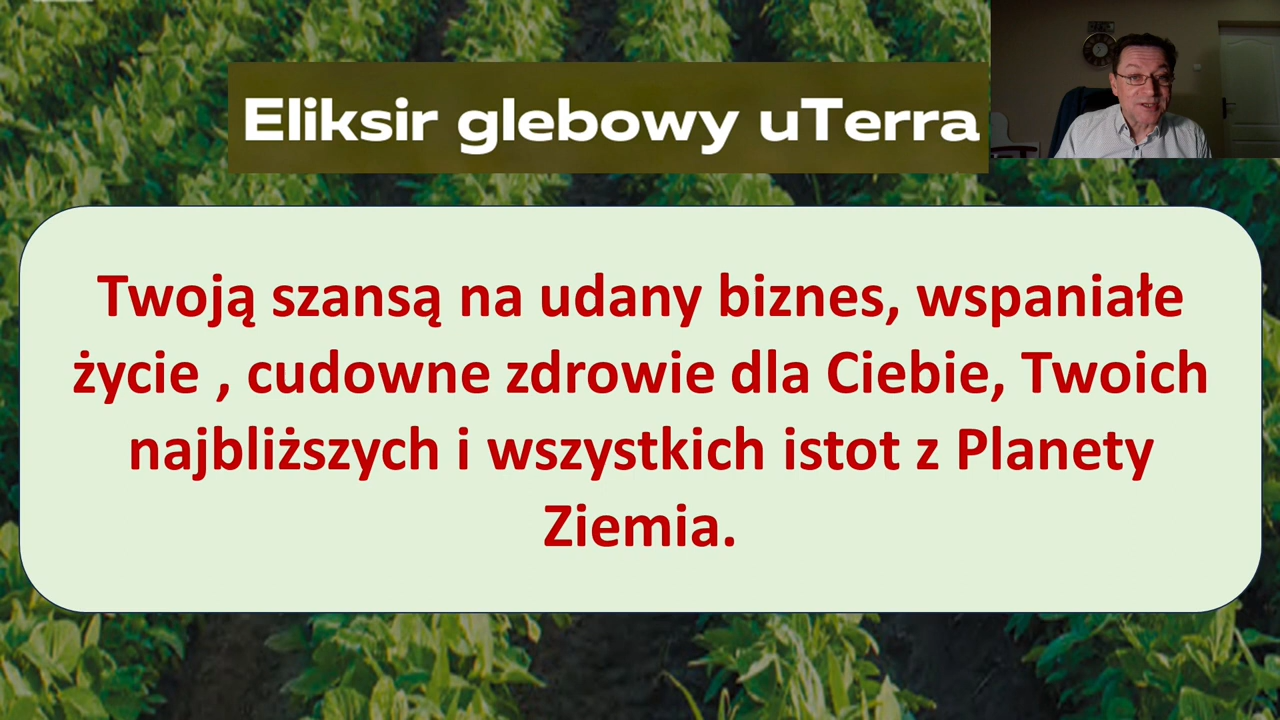 Eliksir glebowy uTerra
Twoją szansą na udany biznes, wspaniałe
życie , cudowne zdrowie dla Ciebie, Twoich
najbliższych i wszystkich istot z Planety
Ziemia.